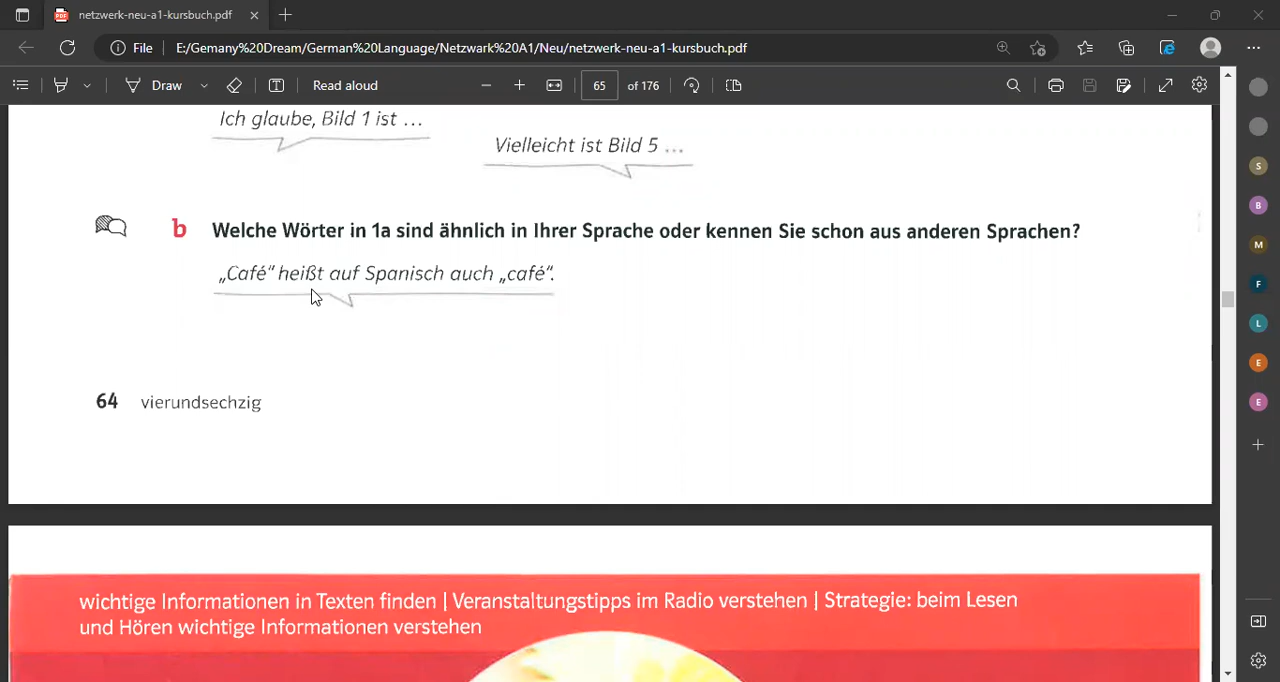 netzwerk-neu-a1-kursbuch.pdf
File
E:/Gemany%20Dream/German%20Language/Netzwark%20A1/Neu/netzwerk-neu-a1-kursbuch.pdf
Draw
Read aloud
65
of 176
Ich glaube, Bild 1 ist ...
Vielleicht ist Bild 5 ...
b Welche Wörter in 1a sind ähnlich in Ihrer Sprache oder kennen Sie schon aus anderen Sprachen?
„Café“ heißt auf Spanisch auch „café“.
64 vierundsechzig
wichtige Informationen in Texten finden | Veranstaltungstipps im Radio verstehen | Strategie: beim Lesen
und Hören wichtige Informationen verstehen
S
B
M
F
L
E
E